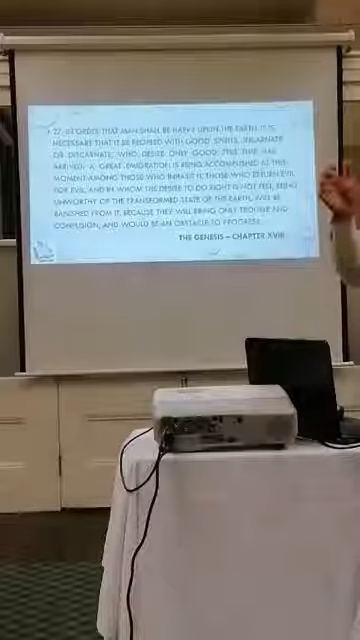 27. IN ORDER THAT MAN SHALL BE HAPPY UPON THE EARTH, IT IS
NECESSARY THAT IT BE PEOPLED WITH GOOD SPIRITS, INCARNATE
OR DISCARNATE, WHO DESIRE ONLY GOOD. THIS TIME HAS
ARRIVED. A GREAT EMIGRATION IS BEING ACCOMPLISHED AT THIS
MOMENT AMONG THOSE WHO INHABIT IT. THOSE WHO RETURN EVIL
FOR EVIL, AND IN WHOM THE DESIRE TO DO RIGHT IS NOT FELT, BEING
UNWORTHY OF THE TRANSFORMED STATE OF THE EARTH, WILL BE
BANISHED FROM IT, BECAUSE THEY WILL BRING ONLY TROUBLE AND
CONFUSION, AND WOULD BE AN OBSTACLE TO PROGRESS.
THE GENESIS – CHAPTER XVIII